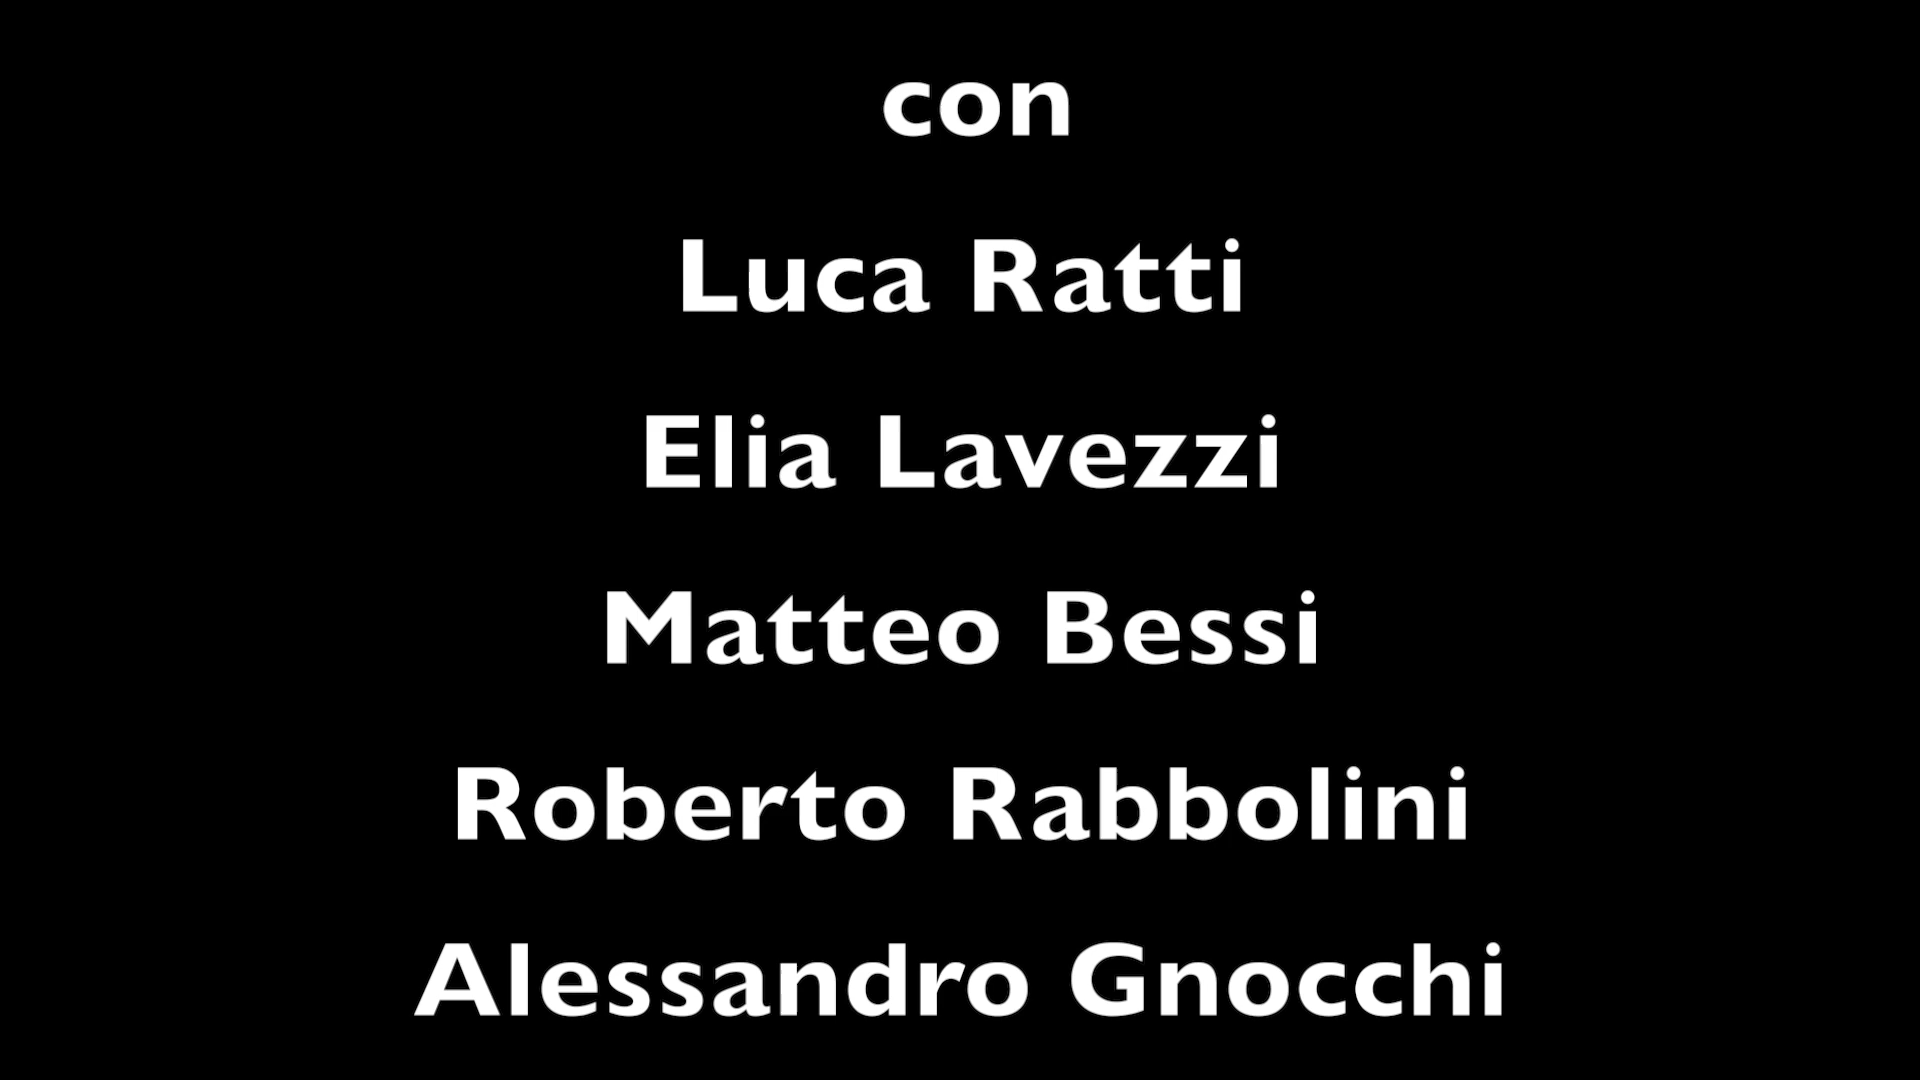 con
Luca Ratti
Elia Lavezzi
Matteo Bessi
Roberto Rabbolini
Alessandro Gnocchi